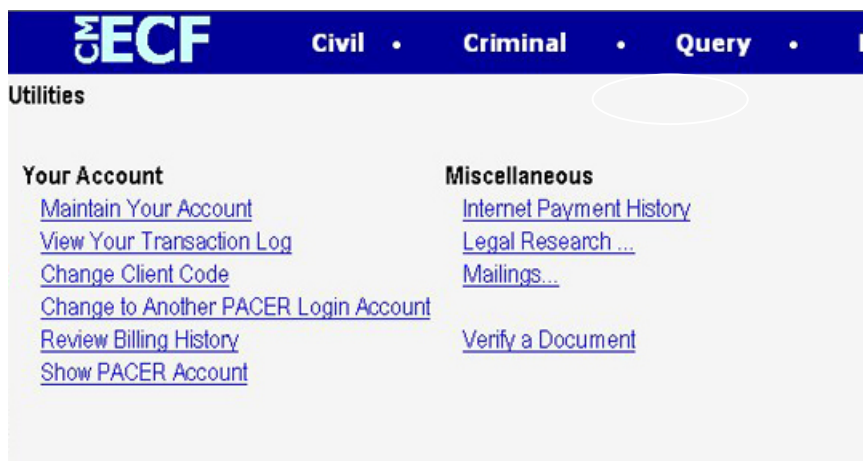 CM ECF Civil • Criminal • Query •
Utilities
Your Account
Maintain Your Account
View Your Transaction Log
Change Client Code
Change to Another PACER Login Account
Review Billing History
Show PACER Account
Miscellaneous
Internet Payment History
Legal Research ...
Mailings...
Verify a Document